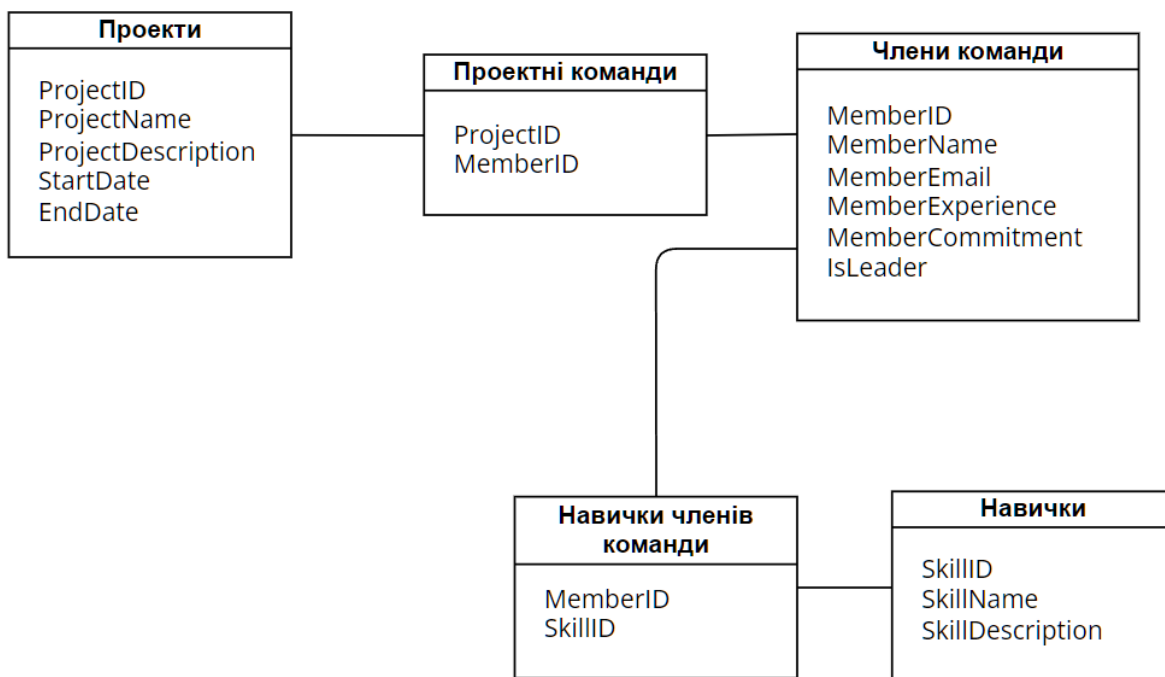 Проекти
ProjectID
ProjectName
ProjectDescription
StartDate
EndDate
Проектні команди
ProjectID
MemberID
Члени команди
MemberID
MemberName
MemberEmail
MemberExperience
MemberCommitment
IsLeader
Навички членів
команди
MemberID
SkillID
Навички
SkillID
SkillName
SkillDescription